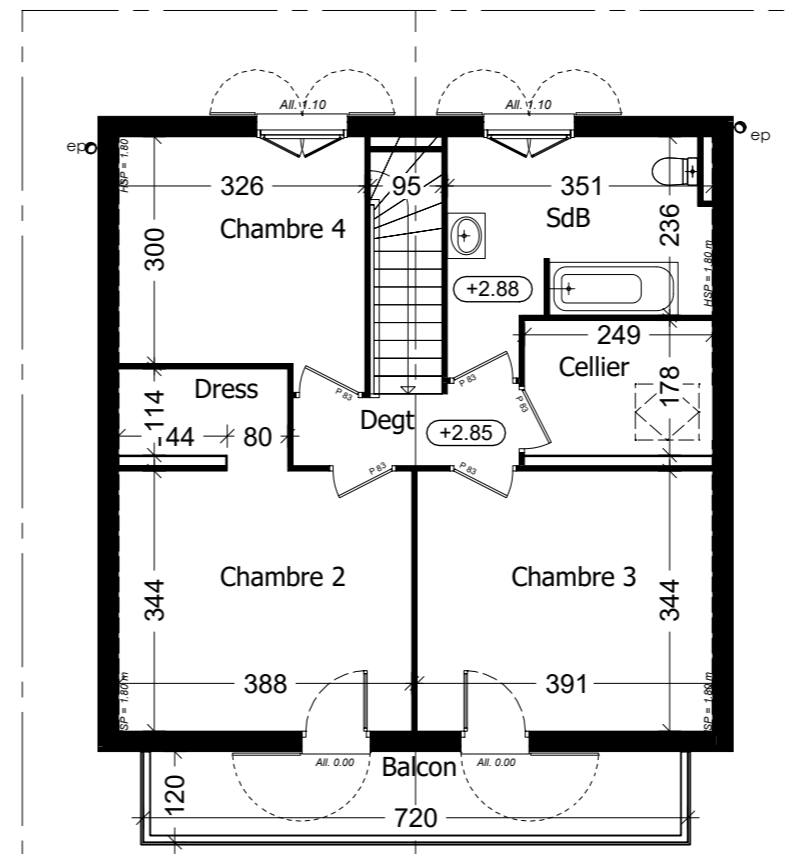 All. 1.10
All. 1.10
ep
ep
HSP = 1.80
326
95
351
Chambre 4
SdB
300
236
HSP = 1.80 m
+2.88
249
Cellier
178
Dress
P 83
P 83
P 83
114
Degt
+2.85
44
80
P 83
P 83
Chambre 2
Chambre 3
344
344
SP = 1.80 m
388
391
SP = 1.80 m
All. 0.00
Balcon
All. 0.00
120
720